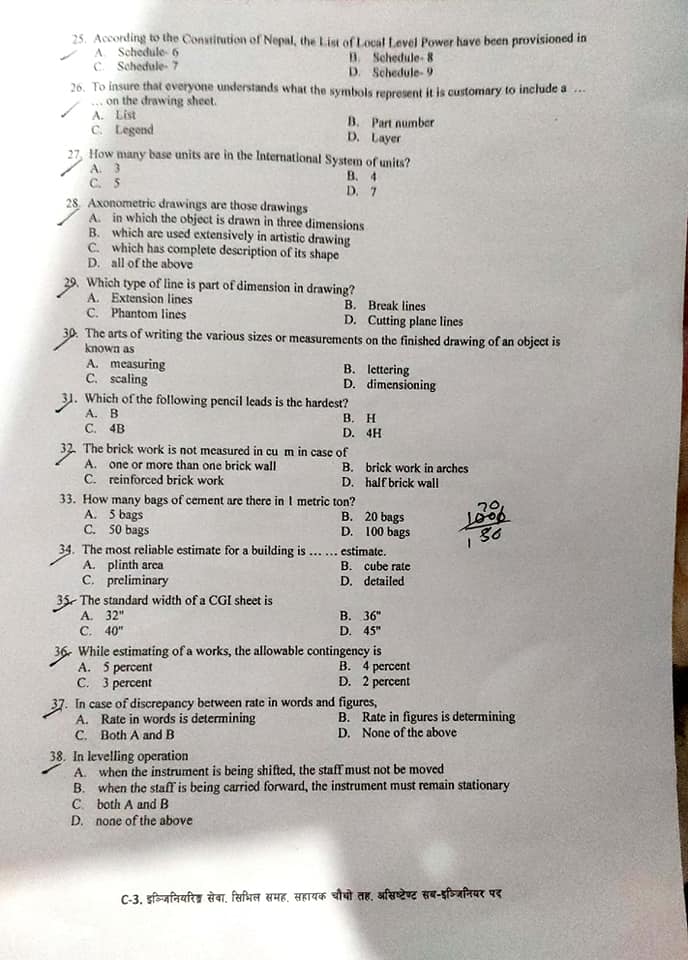 25. According to the Constitution of Nepal, the List of Local Level Power have been provisioned in
A. Schedule- 6
B. Schedule- 8
C. Schedule- 7
D. Schedule- 9
26. To insure that everyone understands what the symbols represent it is customary to include a ...
... on the drawing sheet.
A. List
B. Part number
C. Legend
D. Layer
27. How many base units are in the International System of units?
A. 3
B. 4
C. 5
D. 7
28. Axonometric drawings are those drawings
A. in which the object is drawn in three dimensions
B. which are used extensively in artistic drawing
C. which has complete description of its shape
D. all of the above
29. Which type of line is part of dimension in drawing?
A. Extension lines
B. Break lines
C. Phantom lines
D. Cutting plane lines
30. The arts of writing the various sizes or measurements on the finished drawing of an object is
known as
A. measuring
B. lettering
C. scaling
D. dimensioning
31. Which of the following pencil leads is the hardest?
A. B
B. H
C. 4B
D. 4H
32. The brick work is not measured in cu m in case of
A. one or more than one brick wall
B. brick work in arches
C. reinforced brick work
D. half brick wall
33. How many bags of cement are there in 1 metric ton?
A. 5 bags
B. 20 bags
C. 50 bags
D. 100 bags
20
1000
34. The most reliable estimate for a building is ... ... estimate.
A. plinth area
B. cube rate
C. preliminary
D. detailed
35. The standard width of a CGI sheet is
A. 32"
B. 36"
C. 40"
D. 45"
36. While estimating of a works, the allowable contingency is
A. 5 percent
B. 4 percent
C. 3 percent
D. 2 percent
37. In case of discrepancy between rate in words and figures,
A. Rate in words is determining
B. Rate in figures is determining
C. Both A and B
D. None of the above
38. In levelling operation
A. when the instrument is being shifted, the staff must not be moved
B. when the staff is being carried forward, the instrument must remain stationary
C. both A and B
D. none of the above
C-3. इञ्जिनियरिङ्ग सेवा, सिभिल समूह, सहायक चौथो तह, असिष्टेण्ट सब-इञ्जिनियर पद